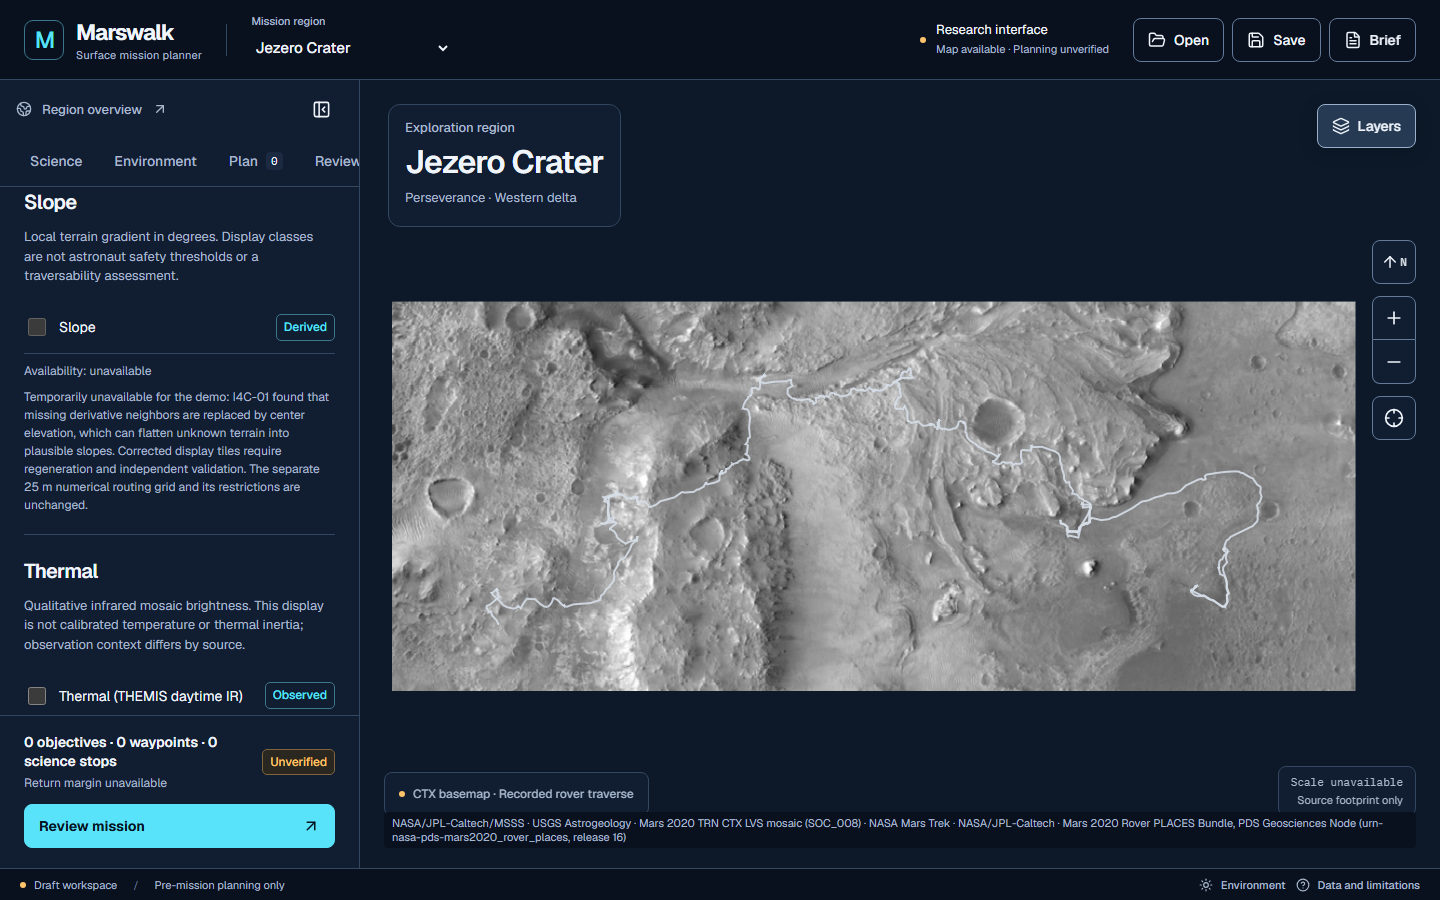 M
Marswalk
Surface mission planner
Mission region
Jezero Crater
Research interface
Map available · Planning unverified
Open
Save
Brief
Region overview
Science
Environment
Plan 0
Review
Slope
Local terrain gradient in degrees. Display classes
are not astronaut safety thresholds or a
traversability assessment.
Slope
Derived
Availability: unavailable
Temporarily unavailable for the demo: I4C-01 found that
missing derivative neighbors are replaced by center
elevation, which can flatten unknown terrain into
plausible slopes. Corrected display tiles require
regeneration and independent validation. The separate
25 m numerical routing grid and its restrictions are
unchanged.
Thermal
Qualitative infrared mosaic brightness. This display
is not calibrated temperature or thermal inertia;
observation context differs by source.
Thermal (THEMIS daytime IR)
Observed
0 objectives · 0 waypoints · 0
science stops
Return margin unavailable
Unverified
Review mission
Exploration region
Jezero Crater
Perseverance · Western delta
Layers
N
CTX basemap · Recorded rover traverse
Scale unavailable
Source footprint only
NASA/JPL-Caltech/MSSS · USGS Astrogeology · Mars 2020 TRN CTX LVS mosaic (SOC_008) · NASA Mars Trek · NASA/JPL-Caltech · Mars 2020 Rover PLACES Bundle, PDS Geosciences Node (urn-
nasa-pds-mars2020_rover_places, release 16)
Draft workspace / Pre-mission planning only
Environment
Data and limitations